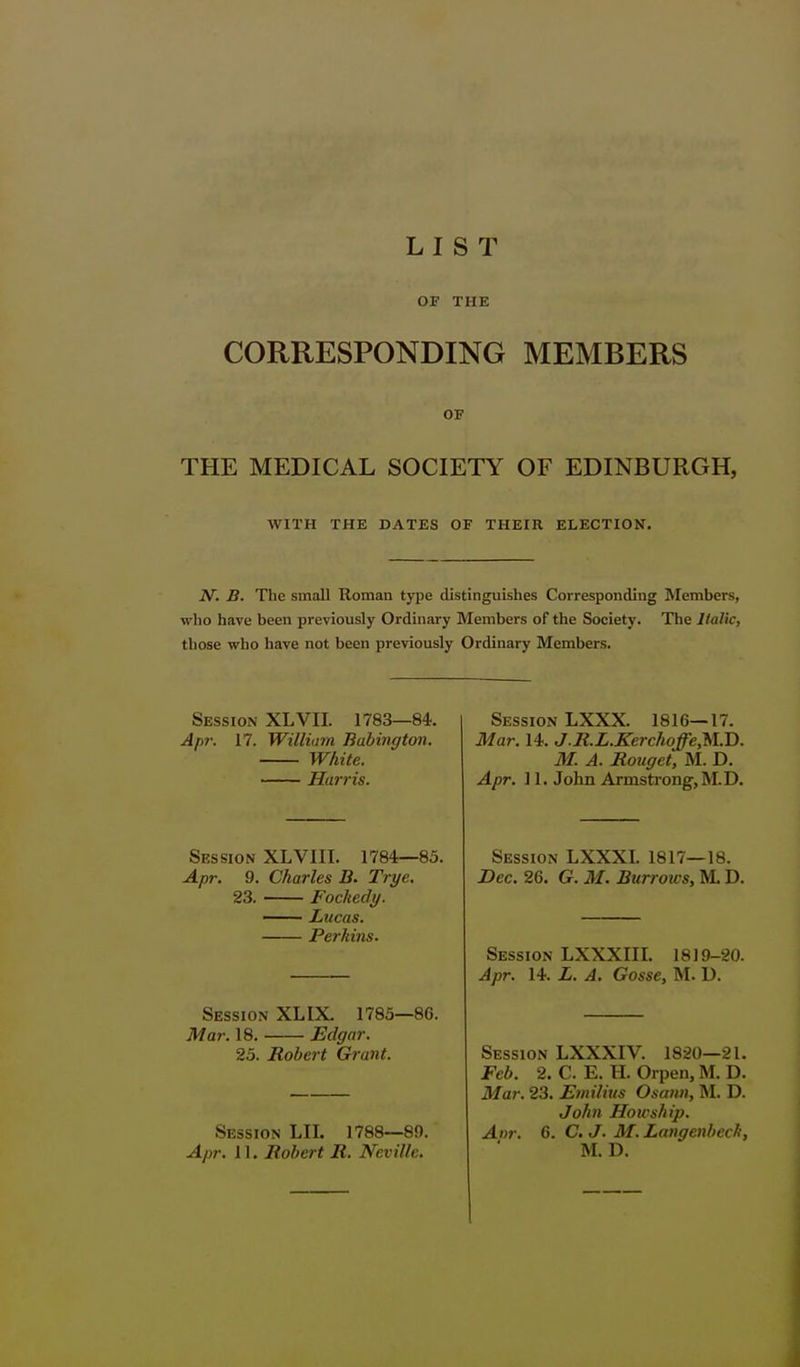 LIST
OF THE
CORRESPONDING MEMBERS
OF
THE MEDICAL SOCIETY OF EDINBURGH,
WITH THE DATES OF THEIR ELECTION.
N. B. The small Roman type distinguishes Corresponding Members,
who have been previously Ordinary Members of the Society. The Italic,
those who have not been previously Ordinary Members.
Session XLVII. 1783—84.
Apr. 17. William Babington.
—— White.
—— Harris.
Session XLVIII. 1784—85.
Apr. 9. Charles B. Trye.
23. —— Fockedy.
—— Lucas.
—— Perkins.
Session XLIX. 1785—86.
Mar. 18. —— Edgar.
25. Robert Grant.
Session LII. 1788—89.
Apr. 11. Robert R. Neville.
Session LXXX. 1816—17.
Mar. 14. J.R.L.Kerchoffe,M.D.
M. A. Rouget, M. D.
Apr. 11. John Armstrong, M.D.
Session LXXXI. 1817—18.
Dec. 26. G. M. Burrows, M. D.
Session LXXXIII. 1819-20.
Apr. 14. L. A. Gosse, M. D.
Session LXXXIV. 1820—21.
Feb. 2. C. E. H. Orpen, M. D.
Mar. 23. Emilius Osann, M. D.
John Howship.
Apr. 6. C. J. M. Langenbeck,
M. D.